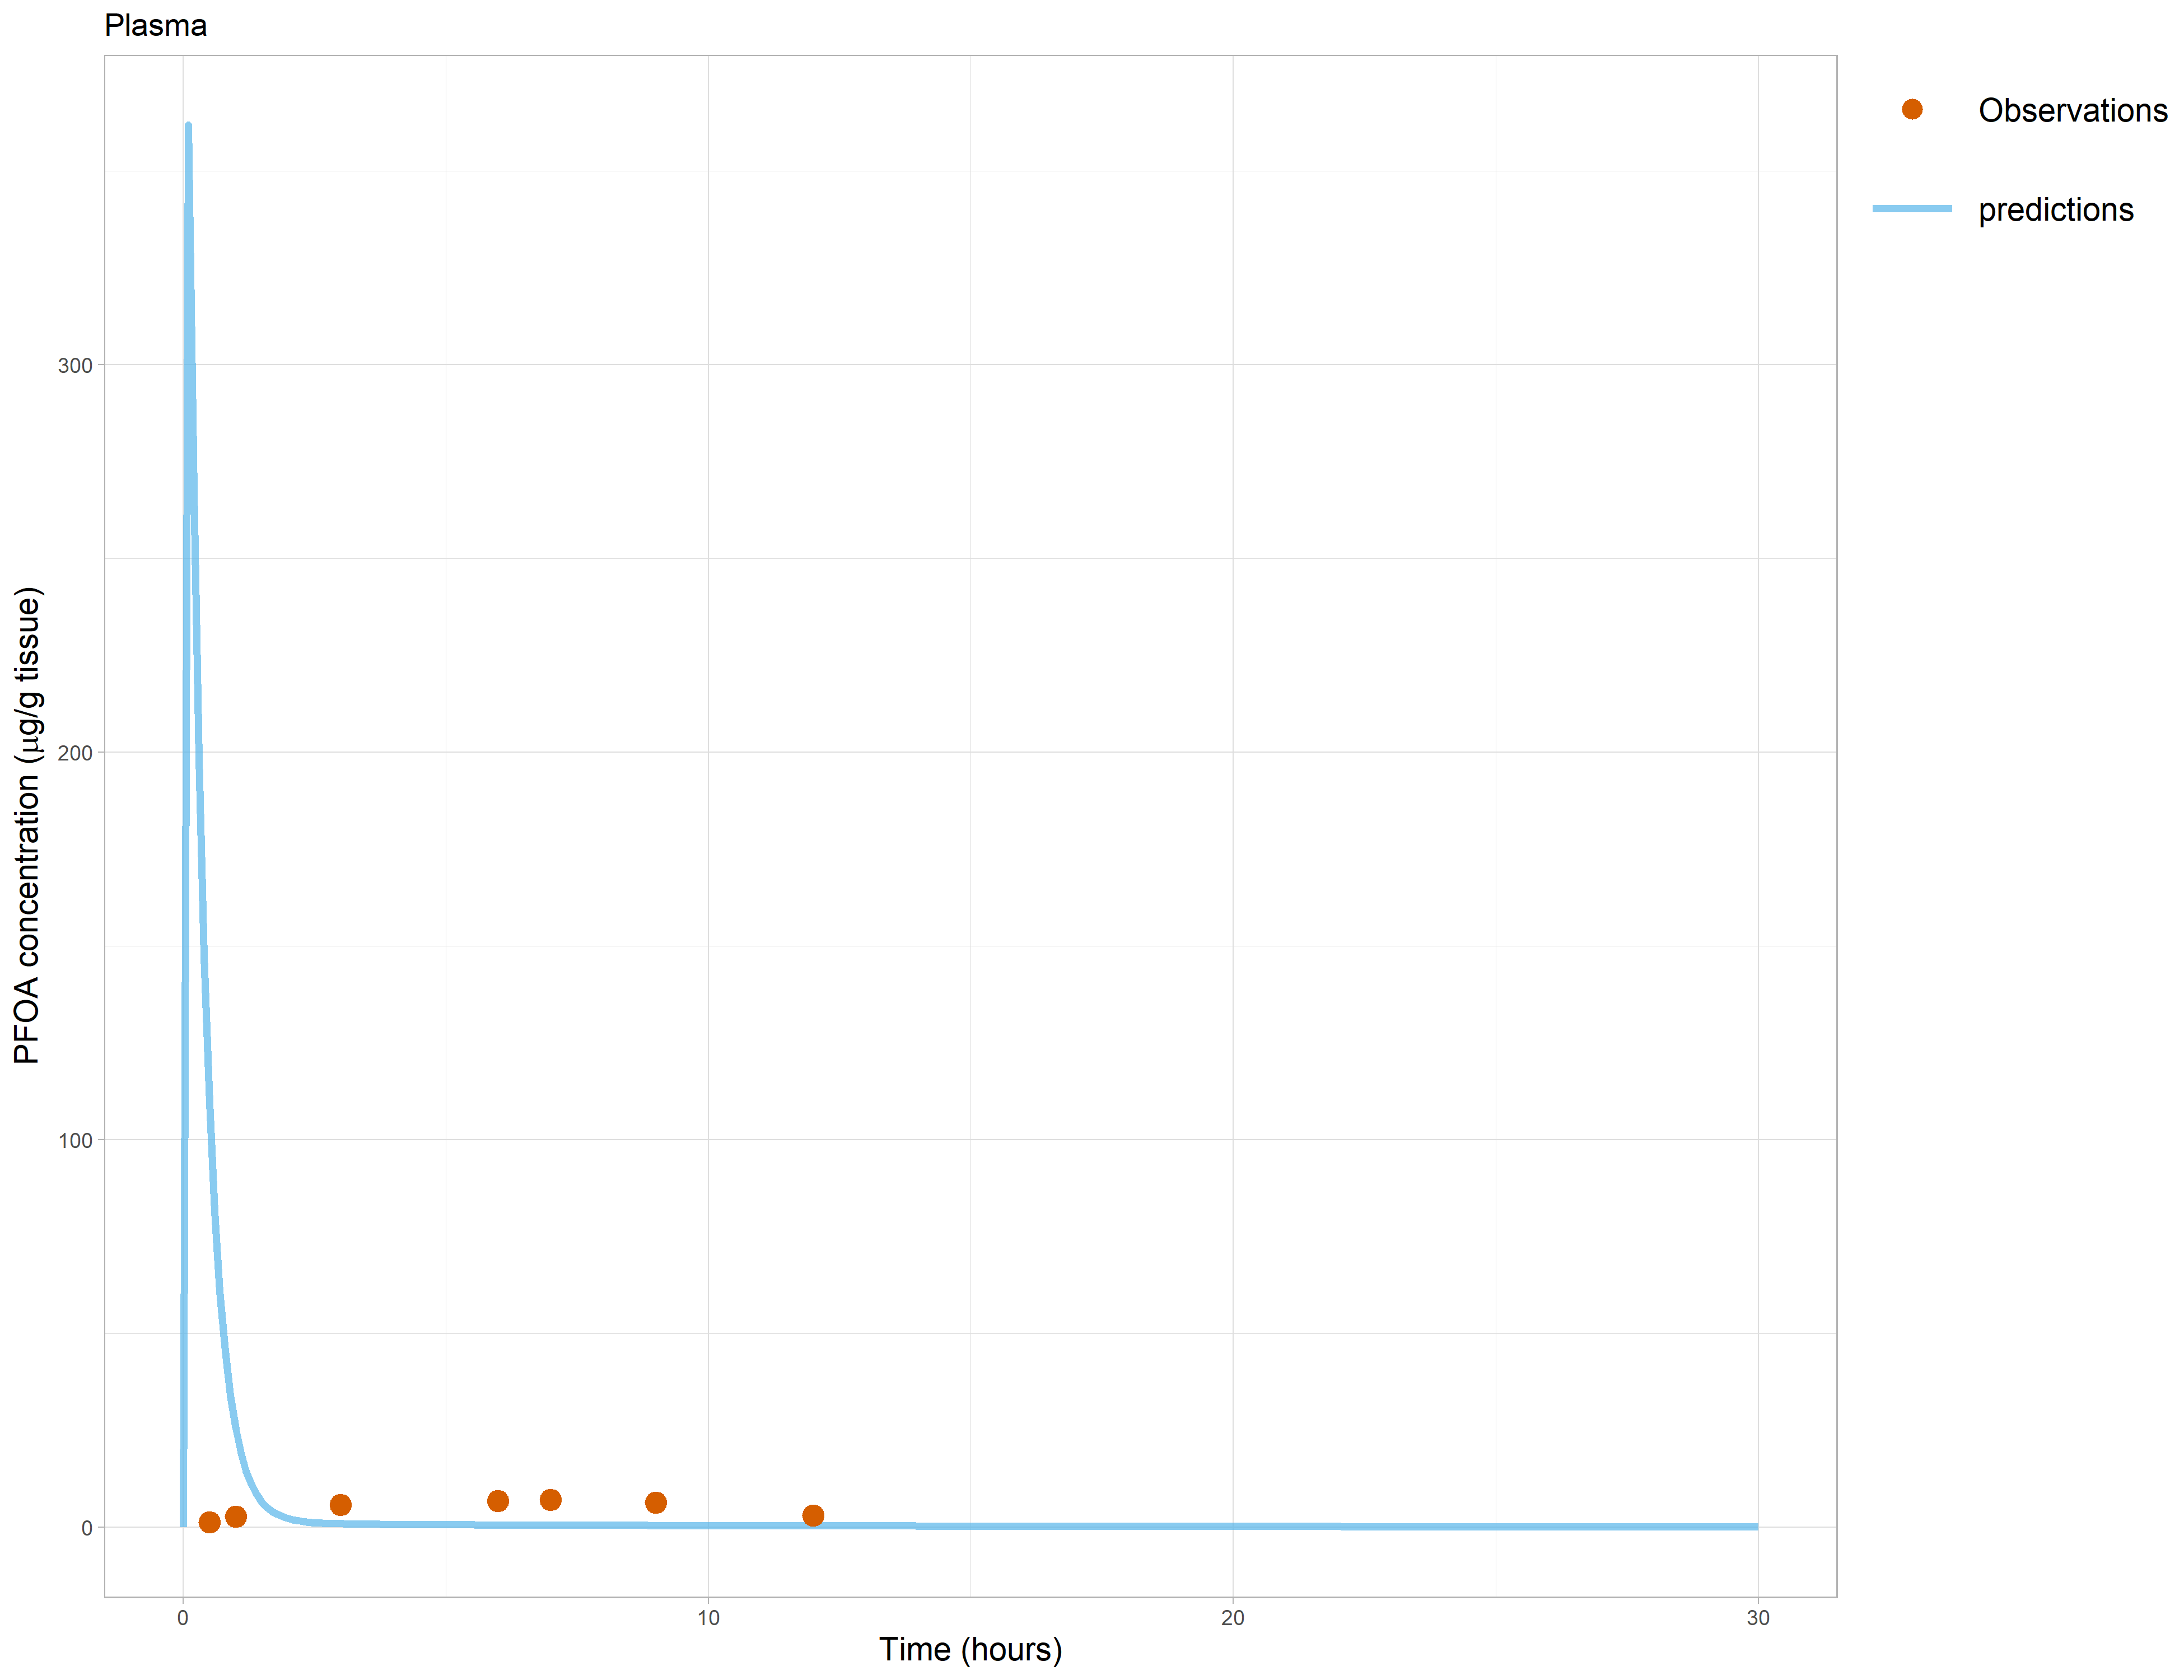 Plasma
Observations
predictions
PFOA concentration (μg/g tissue)
300
200
100
0
0 10 20 30
Time (hours)